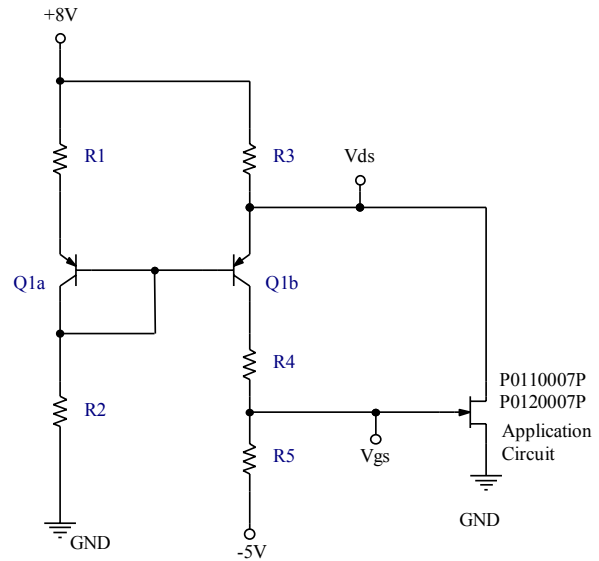 +8V
R1
R3
Vds
Q1a
Q1b
R4
P0110007P
P0120007P
R2
Application
Circuit
R5
Vgs
GND
GND
-5V